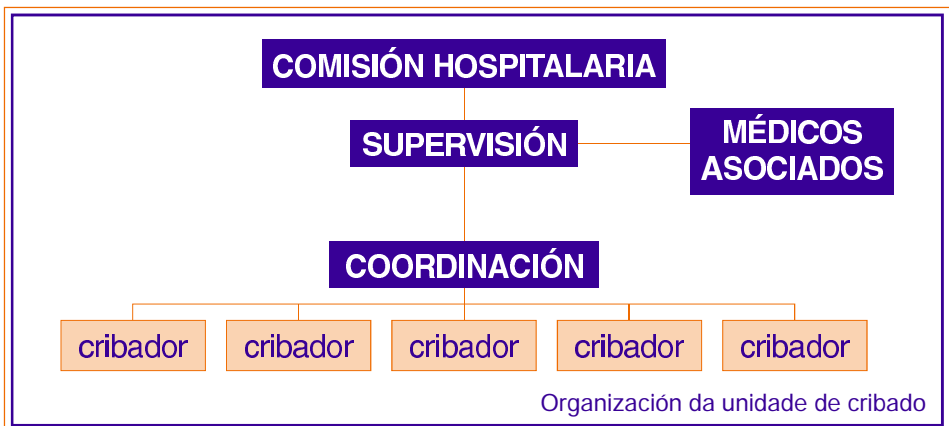 COMISIÓN HOSPITALARIA
SUPERVISIÓN
MÉDICOS
ASOCIADOS
COORDINACIÓN
cribador cribador cribador cribador cribador
Organización da unidade de cribado